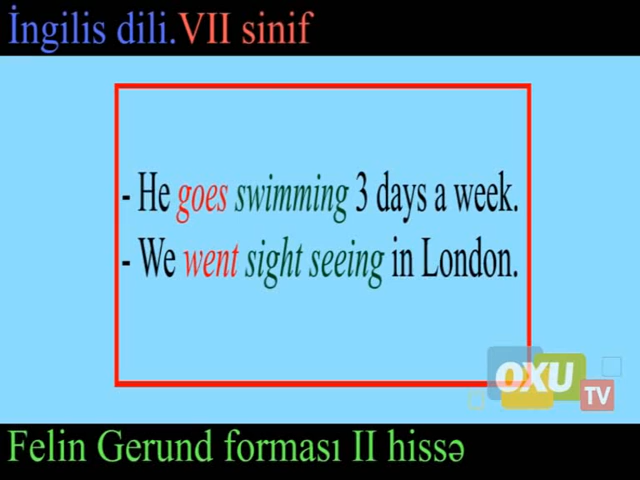 İngilis dili.VII sinif
- He goes swimming 3 days a week.
- We went sight seeing in London.
OXU
TV
Felin Gerund forması II hissə